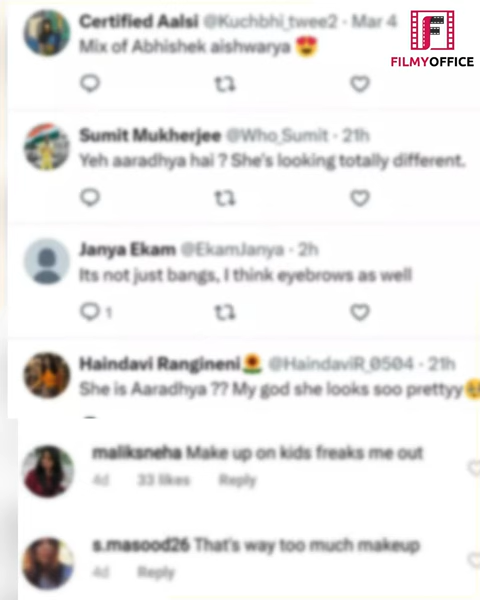 Certified Aalsi @Kuchbhi_twee2 · Mar 4
Mix of Abhishek aishwarya 😍
FILMYOFFICE
Sumit Mukherjee @Who_Sumit · 21h
Yeh aaradhya hai ? She's looking totally different.
Janya Ekam @EkamJanya · 2h
Its not just bangs, I think eyebrows as well
1
Haindavi Rangineni🌻 @HaindaviR_0504 · 21h
She is Aaradhya ?? My god she looks soo prettyy
maliksneha Make up on kids freaks me out
4d 33 likes Reply
s.masood26 That's way too much makeup
4d Reply